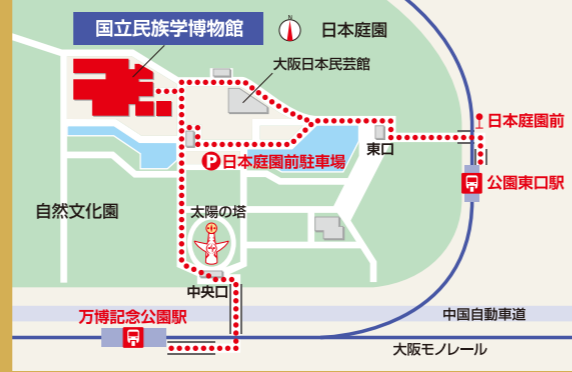 国立民族学博物館
N
日本庭園
大阪日本民芸館
日本庭園前
東口
P日本庭園前駐車場
公園東口駅
自然文化園
太陽の塔
中央口
万博記念公園駅
中国自動車道
大阪モノレール